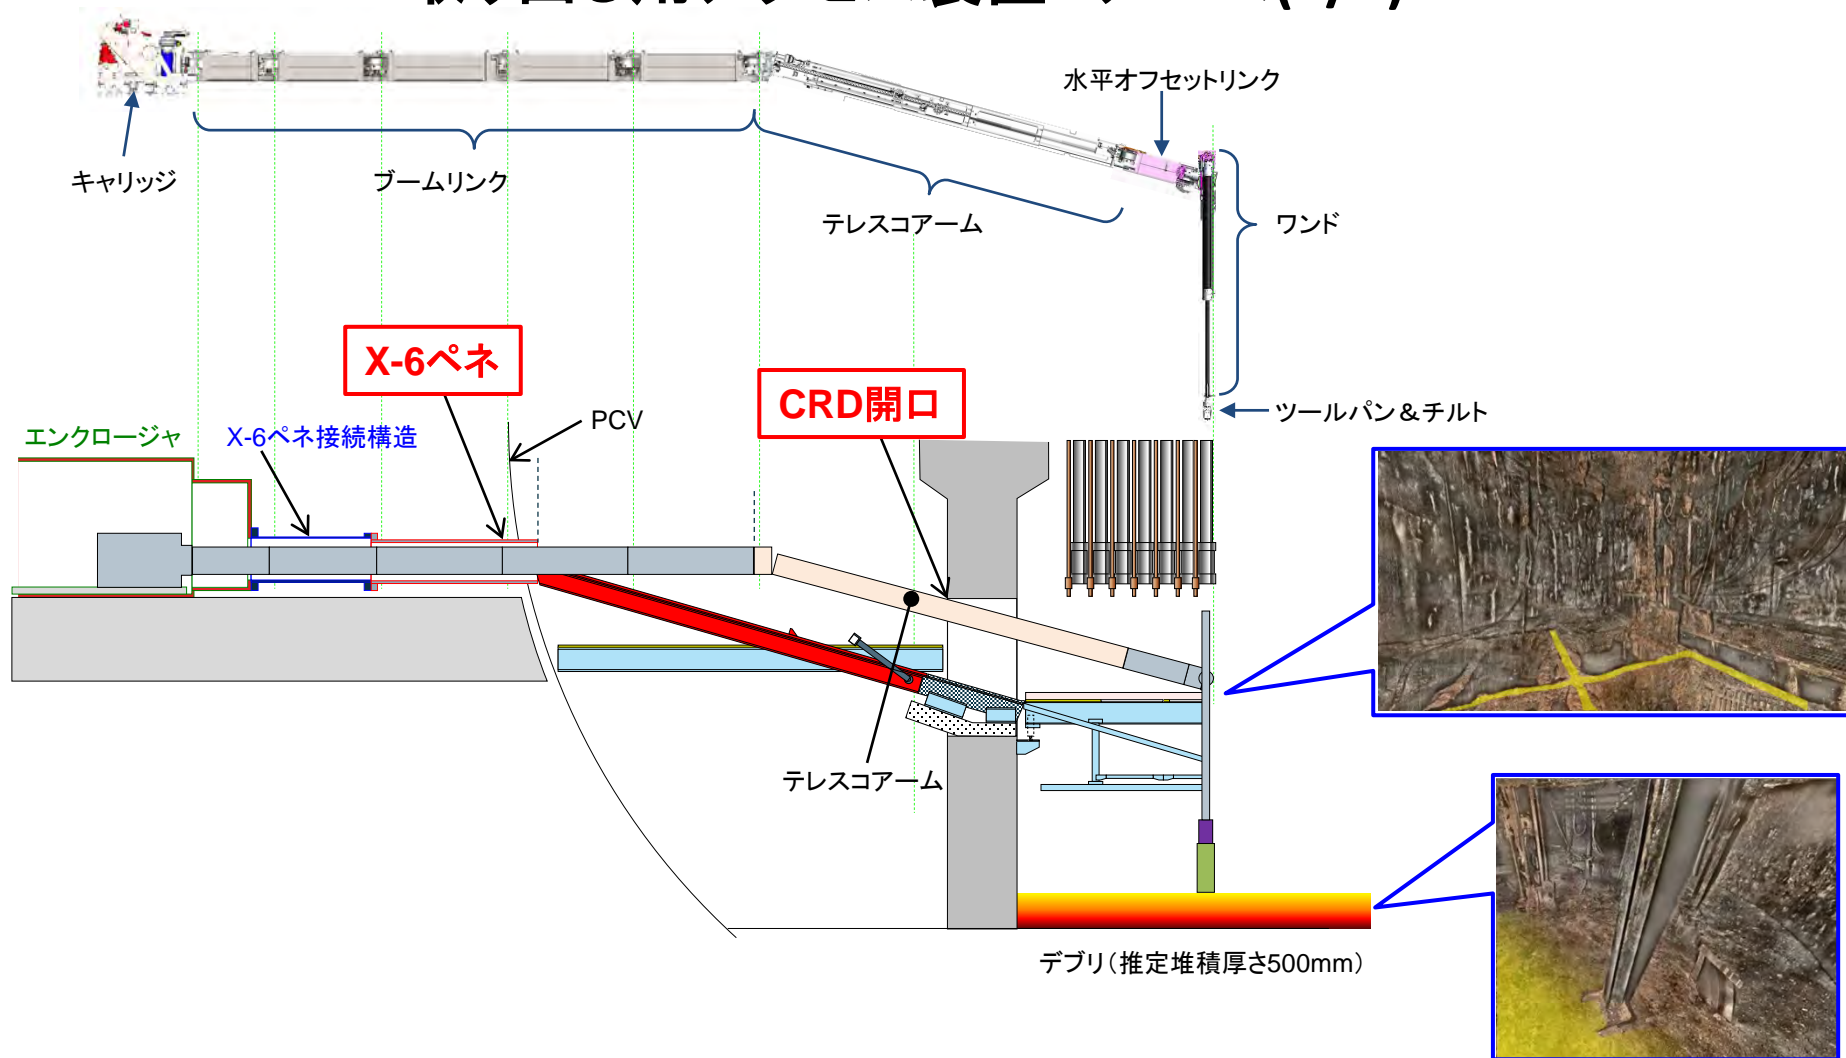 水平オフセットリンク
キャリッジ
ブームリンク
テレスコアーム
ワンド
X-6ペネ
CRD開口
PCV
ツールパン＆チルト
エンクロージャ
X-6ペネ接続構造
テレスコアーム
デブリ（推定堆積厚さ500mm）